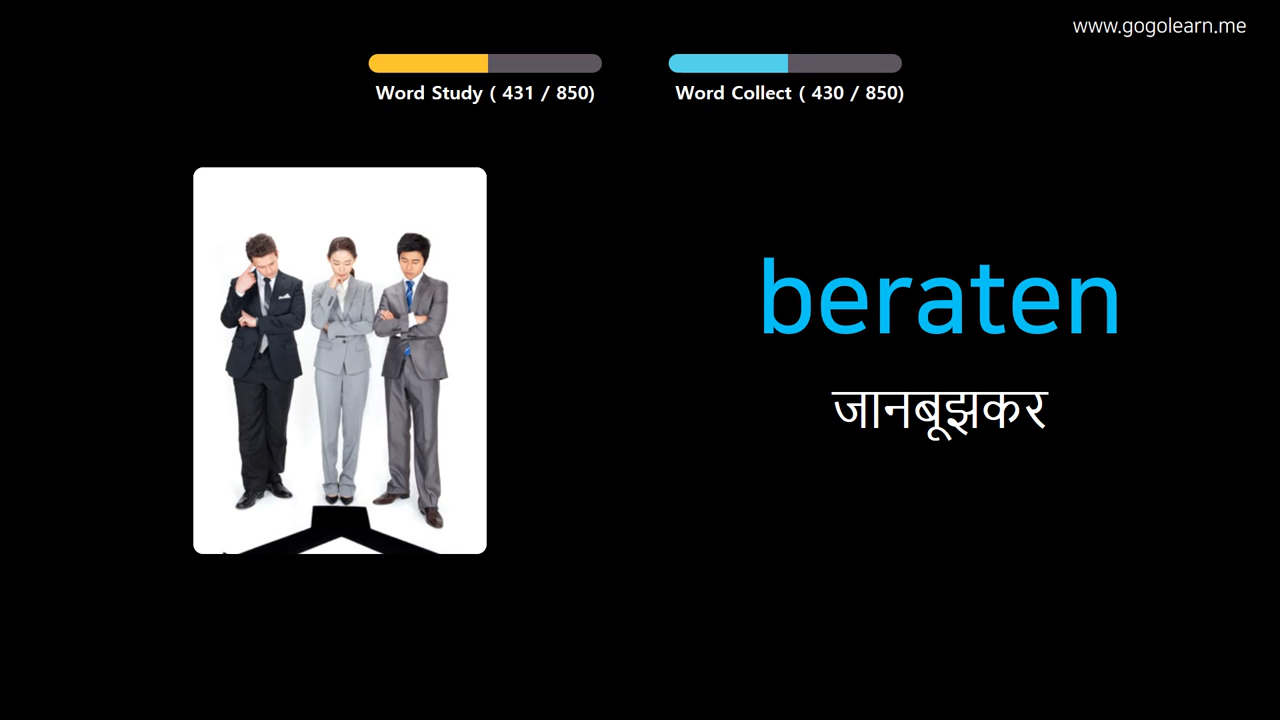 www.gogolearn.me
Word Study ( 431 / 850)
Word Collect ( 430 / 850)
beraten
जानबूझकर